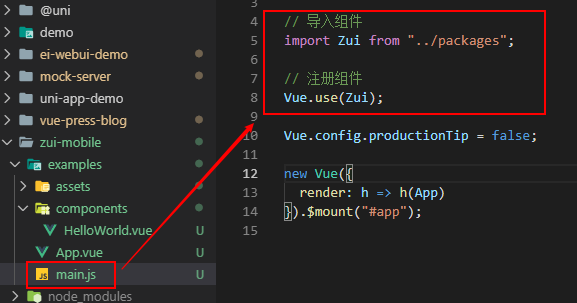 @uni
demo
ei-webui-demo
mock-server
uni-app-demo
vue-press-blog
zui-mobile
examples
assets
components
HelloWorld.vue
U
App.vue
U
JS
main.js
U
node_modules
4 // 导入组件
5 import Zui from "../packages";
6
7 // 注册组件
8 Vue.use(Zui);
9
10 Vue.config.productionTip = false;
11
12 new Vue({
13 render: h => h(App)
14 }).$mount("#app");
15